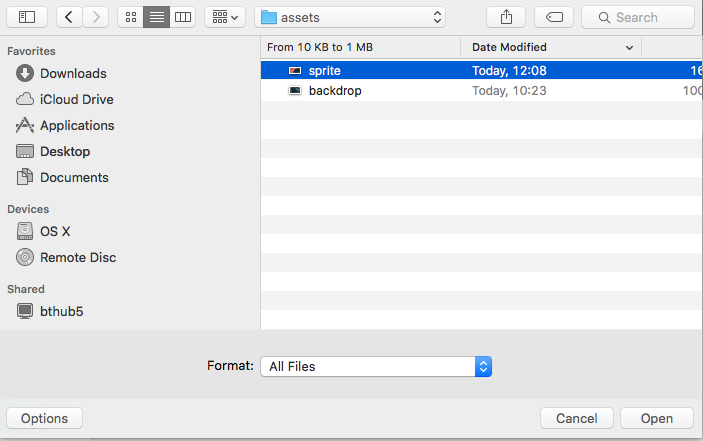 assets
Search
Favorites
Downloads
iCloud Drive
Applications
Desktop
Documents
Devices
OS X
Remote Disc
Shared
bthub5
From 10 KB to 1 MB
Date Modified
sprite
Today, 12:08
16
backdrop
Today, 10:23
100
Format:
All Files
Options
Cancel
Open